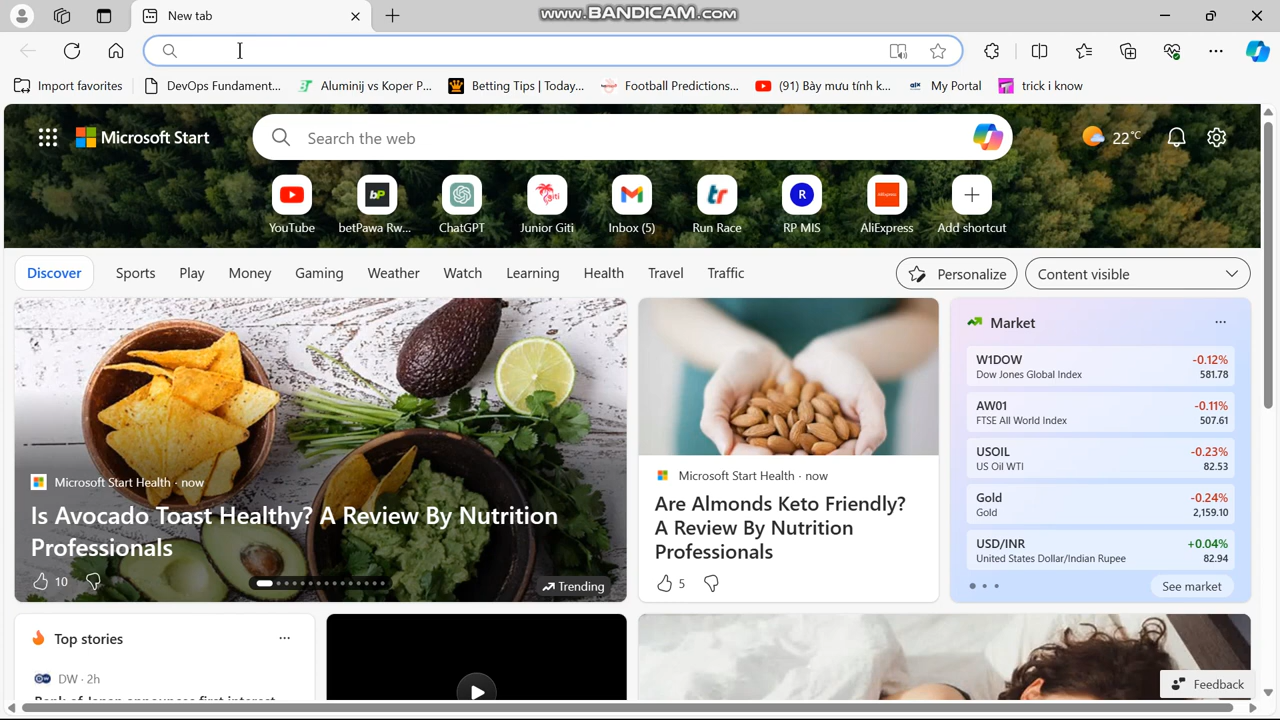 New tab
www.BANDICAM.com
Import favorites
DevOps Fundament...
Aluminij vs Koper P...
Betting Tips | Today,...
Football Predictions...
(91) Bày mưu tính k...
My Portal
trick i know
Microsoft Start
Search the web
22°C
YouTube
betPawa Rw...
ChatGPT
Junior Giti
Inbox (5)
Run Race
RP MIS
AliExpress
Add shortcut
Discover
Sports
Play
Money
Gaming
Weather
Watch
Learning
Health
Travel
Traffic
Personalize
Content visible
Microsoft Start Health · now
Is Avocado Toast Healthy? A Review By Nutrition
Professionals
10
Trending
Microsoft Start Health · now
Are Almonds Keto Friendly?
A Review By Nutrition
Professionals
5
Market
W1DOW -0.12%
Dow Jones Global Index 581.78
AW01 -0.11%
FTSE All World Index 507.61
USOIL -0.23%
US Oil WTI 82.53
Gold -0.24%
Gold 2,159.10
USD/INR +0.04%
United States Dollar/Indian Rupee 82.94
See market
Top stories
DW · 2h
Bank of Japan announces first interest
Feedback